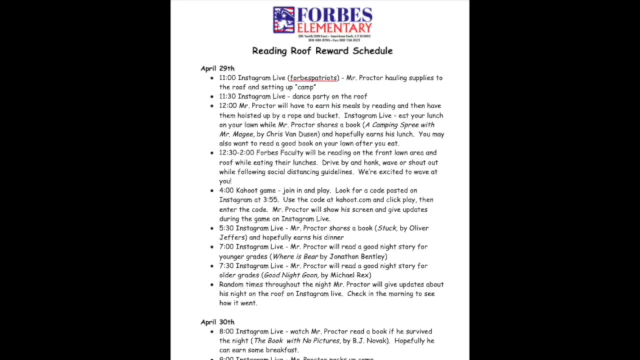 FORBES
ELEMENTARY
Reading Roof Reward Schedule
April 29th
• 11:00 Instagram Live (forbespatriots) - Mr. Proctor hauling supplies to
the roof and setting up "camp"
• 11:30 Instagram Live - dance party on the roof
• 12:00 Mr. Proctor will have to earn his meals by reading and then have
them hoisted up by a rope and bucket. Instagram Live - eat your lunch
on your lawn while Mr. Proctor shares a book (A Camping Spree with
Mr. Magee, by Chris Van Dusen) and hopefully earns his lunch. You may
also want to read a good book on your lawn after you eat.
• 12:30-2:00 Forbes Faculty will be reading on the front lawn area and
roof while eating their lunches. Drive by and honk, wave or shout out
while following social distancing guidelines. We're excited to wave at
you!
• 4:00 Kahoot game - join in and play. Look for a code posted on
Instagram at 3:55. Use the code at kahoot.com and click play, then
enter the code. Mr. Proctor will show his screen and give updates
during the game on Instagram Live.
• 5:30 Instagram Live - Mr. Proctor shares a book (Stuck, by Oliver
Jeffers) and hopefully earns his dinner
• 7:00 Instagram Live - Mr. Proctor will read a good night story for
younger grades (Where is Bear by Jonathan Bentley)
• 7:30 Instagram Live - Mr. Proctor will read a good night story for
older grades (Good Night Goon, by Michael Rex)
• Random times throughout the night Mr. Proctor will give updates about
his night on the roof on Instagram live. Check in the morning to see
how it went.
April 30th
• 8:00 Instagram Live - watch Mr. Proctor read a book if he survived
the night (The Book with No Pictures, by B.J. Novak). Hopefully he
can earn some breakfast.
• 9:00 Instagram Live - Mr. Proctor packs up camp